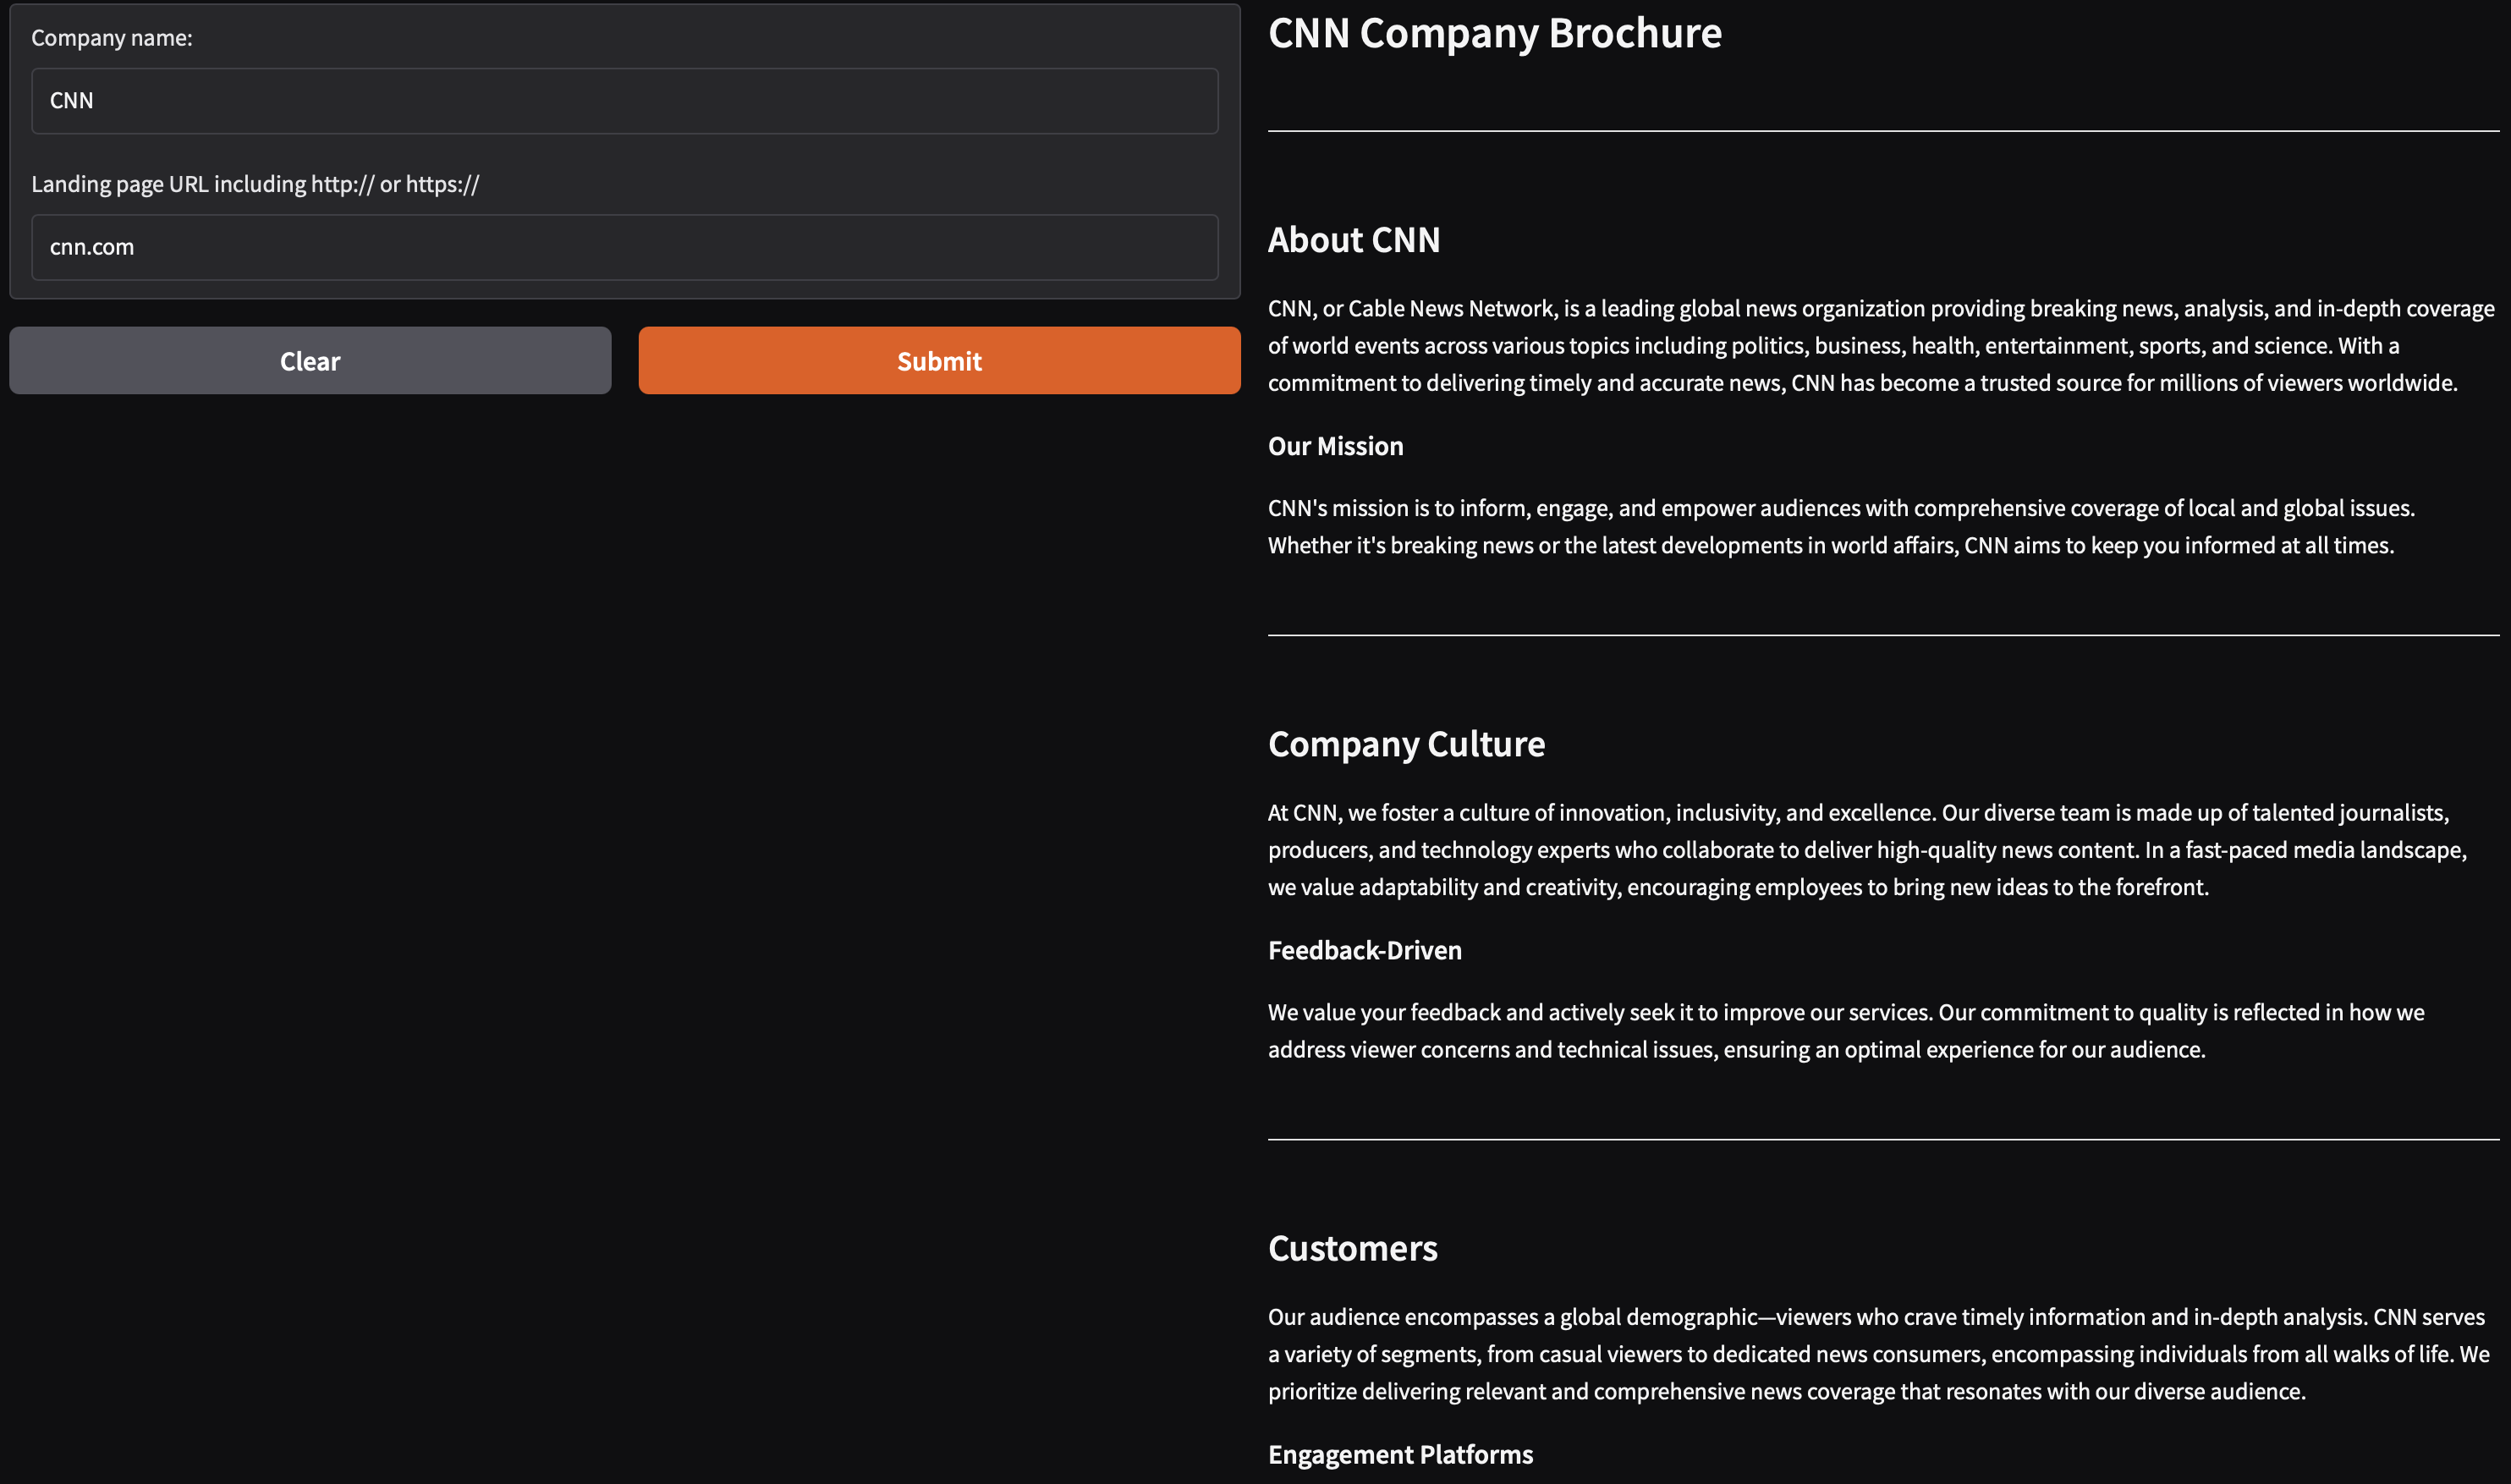 Company name:
CNN
Landing page URL including http:// or https://
cnn.com
Clear
Submit
CNN Company Brochure
About CNN
CNN, or Cable News Network, is a leading global news organization providing breaking news, analysis, and in-depth coverage
of world events across various topics including politics, business, health, entertainment, sports, and science. With a
commitment to delivering timely and accurate news, CNN has become a trusted source for millions of viewers worldwide.
Our Mission
CNN's mission is to inform, engage, and empower audiences with comprehensive coverage of local and global issues.
Whether it's breaking news or the latest developments in world affairs, CNN aims to keep you informed at all times.
Company Culture
At CNN, we foster a culture of innovation, inclusivity, and excellence. Our diverse team is made up of talented journalists,
producers, and technology experts who collaborate to deliver high-quality news content. In a fast-paced media landscape,
we value adaptability and creativity, encouraging employees to bring new ideas to the forefront.
Feedback-Driven
We value your feedback and actively seek it to improve our services. Our commitment to quality is reflected in how we
address viewer concerns and technical issues, ensuring an optimal experience for our audience.
Customers
Our audience encompasses a global demographic—viewers who crave timely information and in-depth analysis. CNN serves
a variety of segments, from casual viewers to dedicated news consumers, encompassing individuals from all walks of life. We
prioritize delivering relevant and comprehensive news coverage that resonates with our diverse audience.
Engagement Platforms